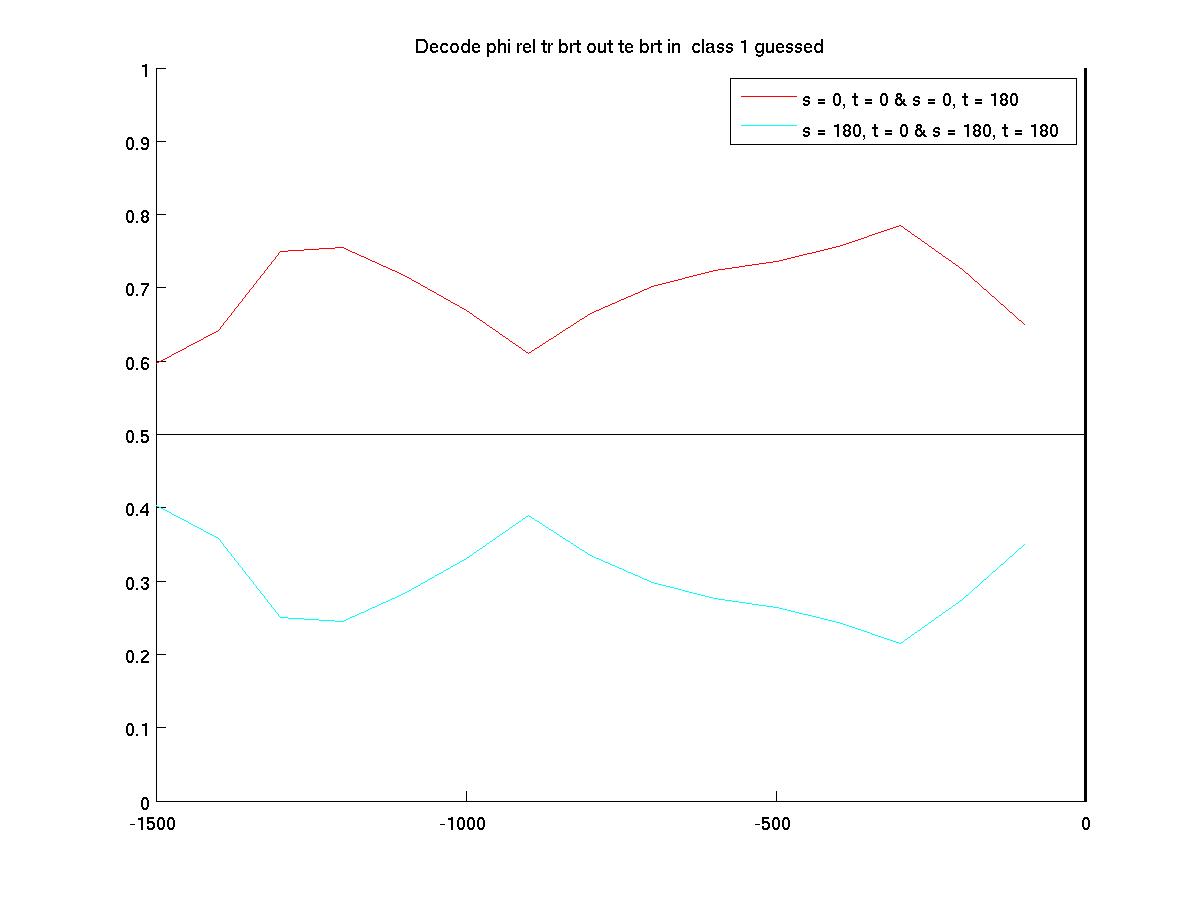 Decode phi rel tr brt out te brt in  class 1 guessed
s = 0, t = 0 & s = 0, t = 180
s = 180, t = 0 & s = 180, t = 180
1
0.9
0.8
0.7
0.6
0.5
0.4
0.3
0.2
0.1
0
-1500 -1000 -500 0